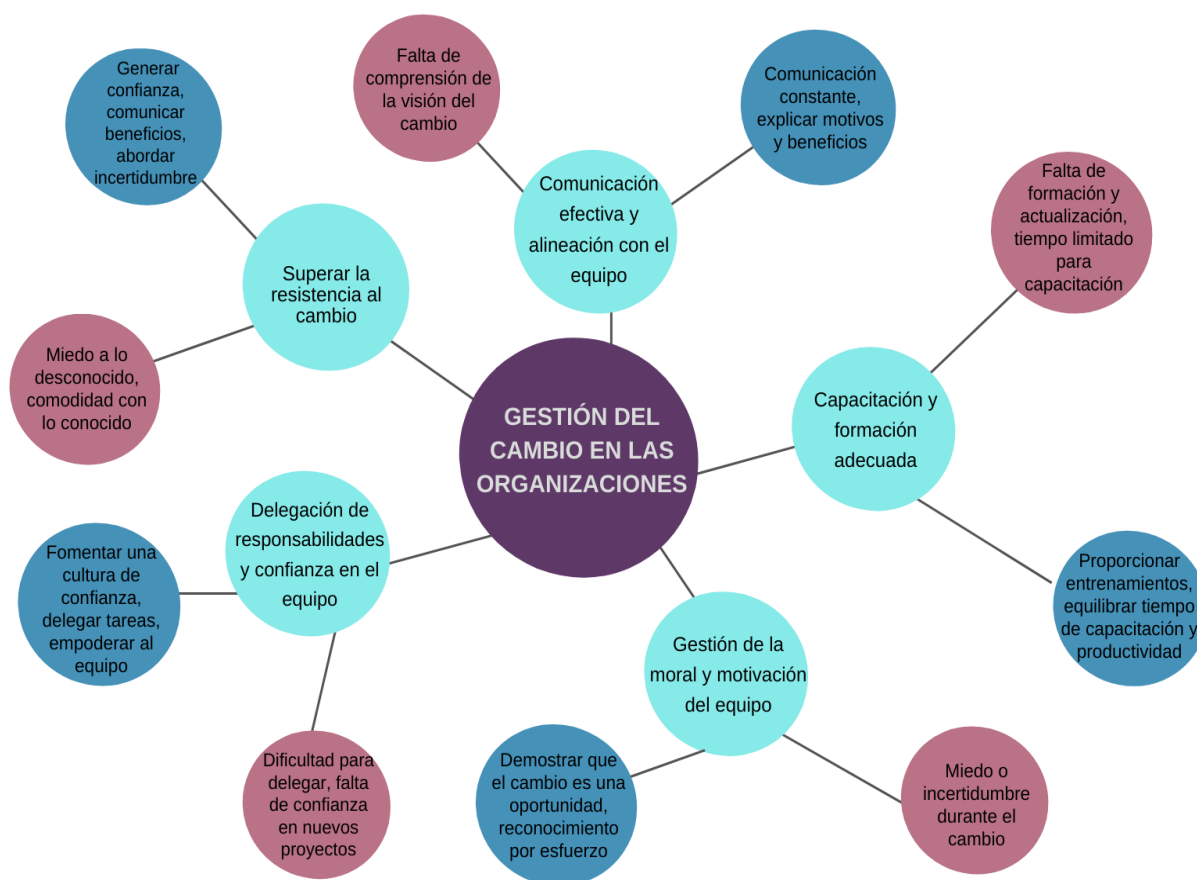 GESTIÓN DEL
CAMBIO EN LAS
ORGANIZACIONES
Comunicación
efectiva y
alineación con el
equipo
Falta de
comprensión de
la visión del
cambio
Comunicación
constante,
explicar motivos
y beneficios
Capacitación y
formación
adecuada
Falta de
formación y
actualización,
tiempo limitado
para
capacitación
Proporcionar
entrenamientos,
equilibrar tiempo
de capacitación y
productividad
Gestión de la
moral y motivación
del equipo
Miedo o
incertidumbre
durante el
cambio
Demostrar que
el cambio es una
oportunidad,
reconocimiento
por esfuerzo
Delegación de
responsabilidades
y confianza en el
equipo
Dificultad para
delegar, falta
de confianza
en nuevos
proyectos
Fomentar una
cultura de
confianza,
delegar tareas,
empoderar al
equipo
Superar la
resistencia al
cambio
Miedo a lo
desconocido,
comodidad con
lo conocido
Generar
confianza,
comunicar
beneficios,
abordar
incertidumbre